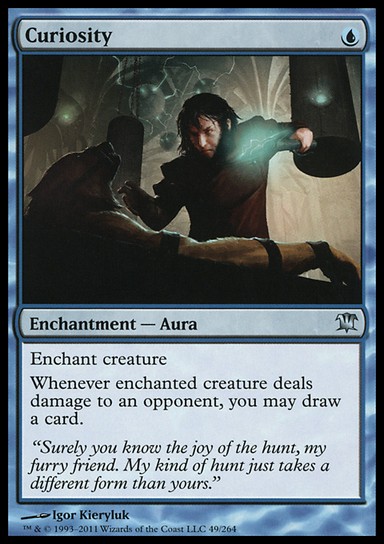 Curiosity
Enchantment — Aura
Enchant creature
Whenever enchanted creature deals
damage to an opponent, you may draw
a card.
“Surely you know the joy of the hunt, my
furry friend. My kind of hunt just takes a
different form than yours.”
Igor Kieryluk
™ & © 1993–2011 Wizards of the Coast LLC 49/264